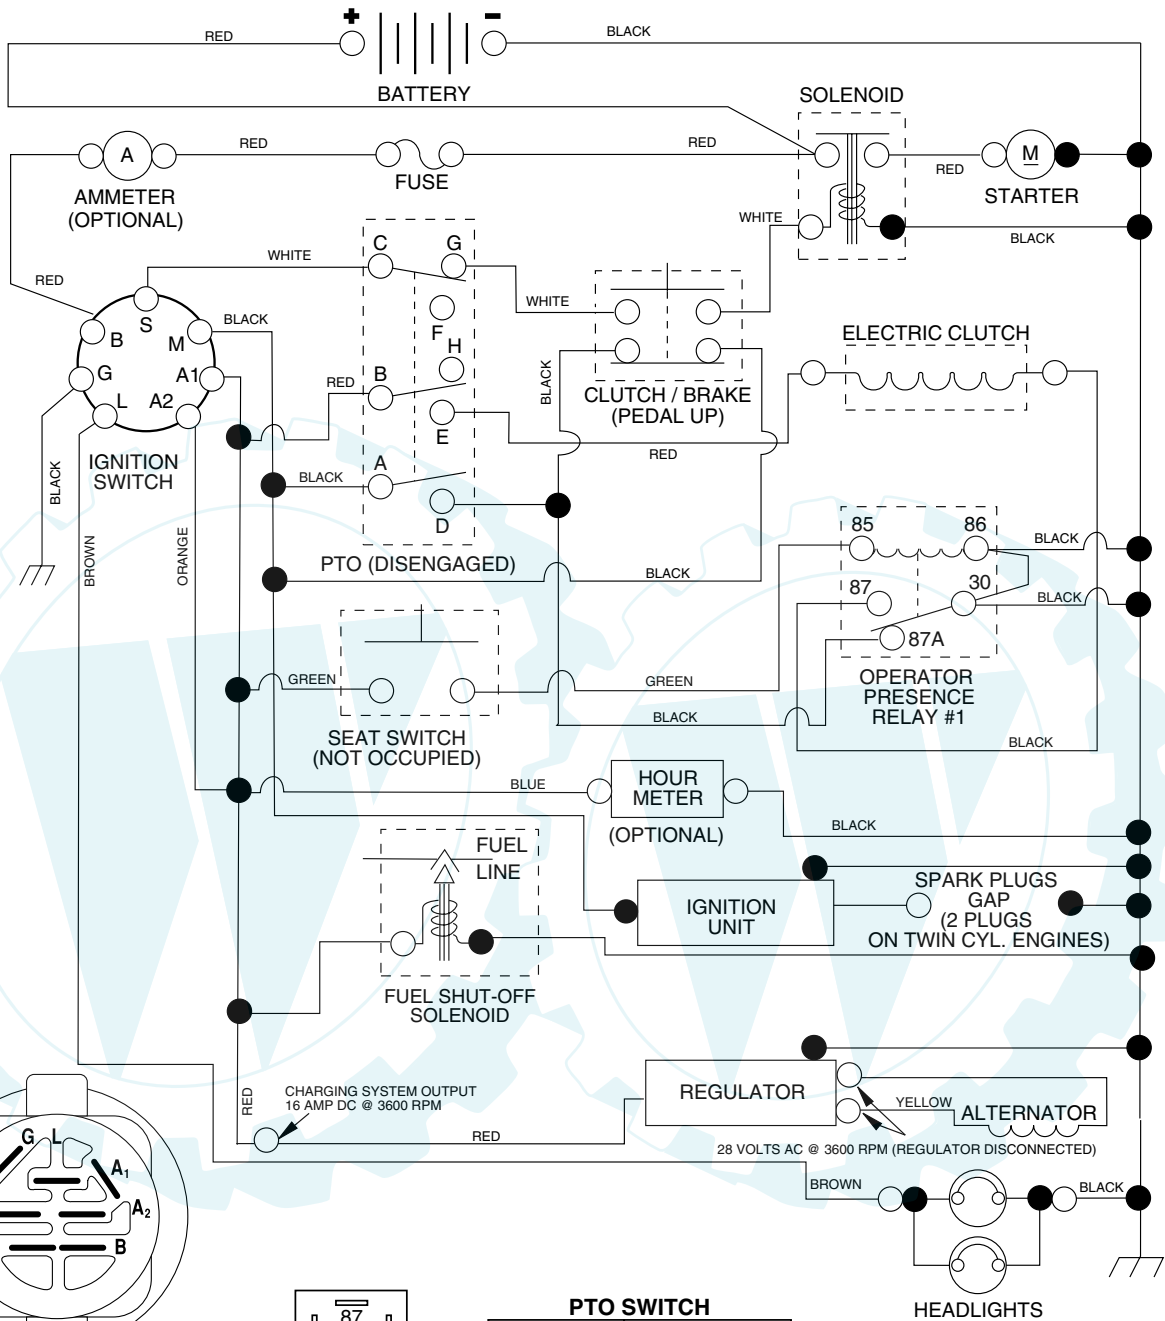 + −
RED
BLACK
BATTERY
SOLENOID
RED
RED
A
M
RED
AMMETER
(OPTIONAL)
FUSE
STARTER
WHITE
BLACK
C G
WHITE
RED
S
WHITE
F
B
M
BLACK
ELECTRIC CLUTCH
H
G
A1
B
RED
BLACK
CLUTCH / BRAKE
(PEDAL UP)
L
A2
E
RED
IGNITION
SWITCH
BLACK
A
BLACK
D
85 86
BLACK
BROWN
ORANGE
PTO (DISENGAGED)
BLACK
87 30
BLACK
87A
OPERATOR
PRESENCE
RELAY #1
GREEN
GREEN
BLACK
SEAT SWITCH
(NOT OCCUPIED)
BLACK
BLUE
HOUR
METER
(OPTIONAL)
BLACK
FUEL
LINE
IGNITION
UNIT
SPARK PLUGS
GAP
(2 PLUGS
ON TWIN CYL. ENGINES)
FUEL SHUT-OFF
SOLENOID
RED
CHARGING SYSTEM OUTPUT
16 AMP DC @ 3600 RPM
REGULATOR
YELLOW
ALTERNATOR
RED
28 VOLTS AC @ 3600 RPM (REGULATOR DISCONNECTED)
G L
A1
A2
B
BROWN
BLACK
87
PTO SWITCH
HEADLIGHTS